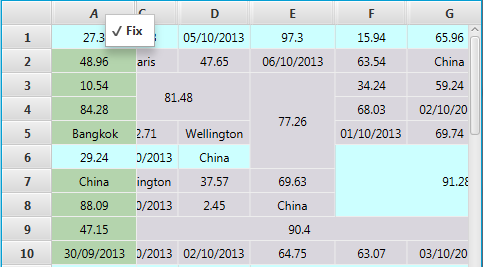 A C D E F G
✓ Fix
1 27.3 05/10/2013 97.3 15.94 65.96
2 48.96 aris 47.65 06/10/2013 63.54 China
3 10.54 81.48 34.24 59.24
4 84.28 77.26 68.03 02/10/20
5 Bangkok 2.71 Wellington 01/10/2013 69.74
6 29.24 0/2013 China
7 China ington 37.57 69.63 91.28
8 88.09 0/2013 2.45 China
9 47.15 90.4
10 30/09/2013 0/2013 02/10/2013 64.75 63.07 03/10/20